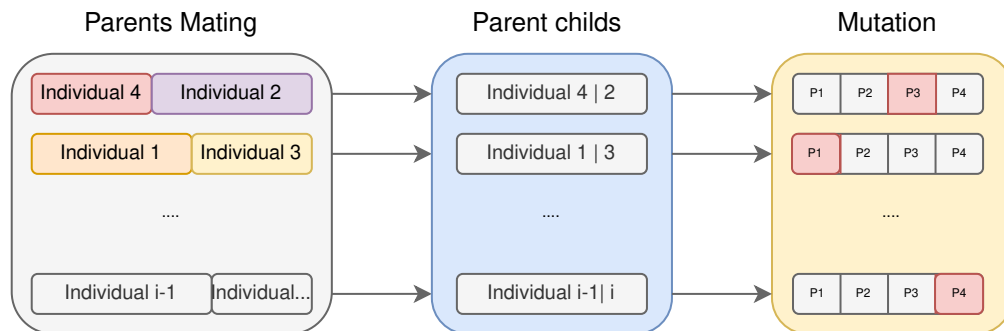 Parents Mating
Parent childs
Mutation
Individual 4
Individual 2
Individual 4 | 2
P1
P2
P3
P4
Individual 1
Individual 3
Individual 1 | 3
P1
P2
P3
P4
....
....
....
Individual i-1
Individual...
Individual i-1| i
P1
P2
P3
P4